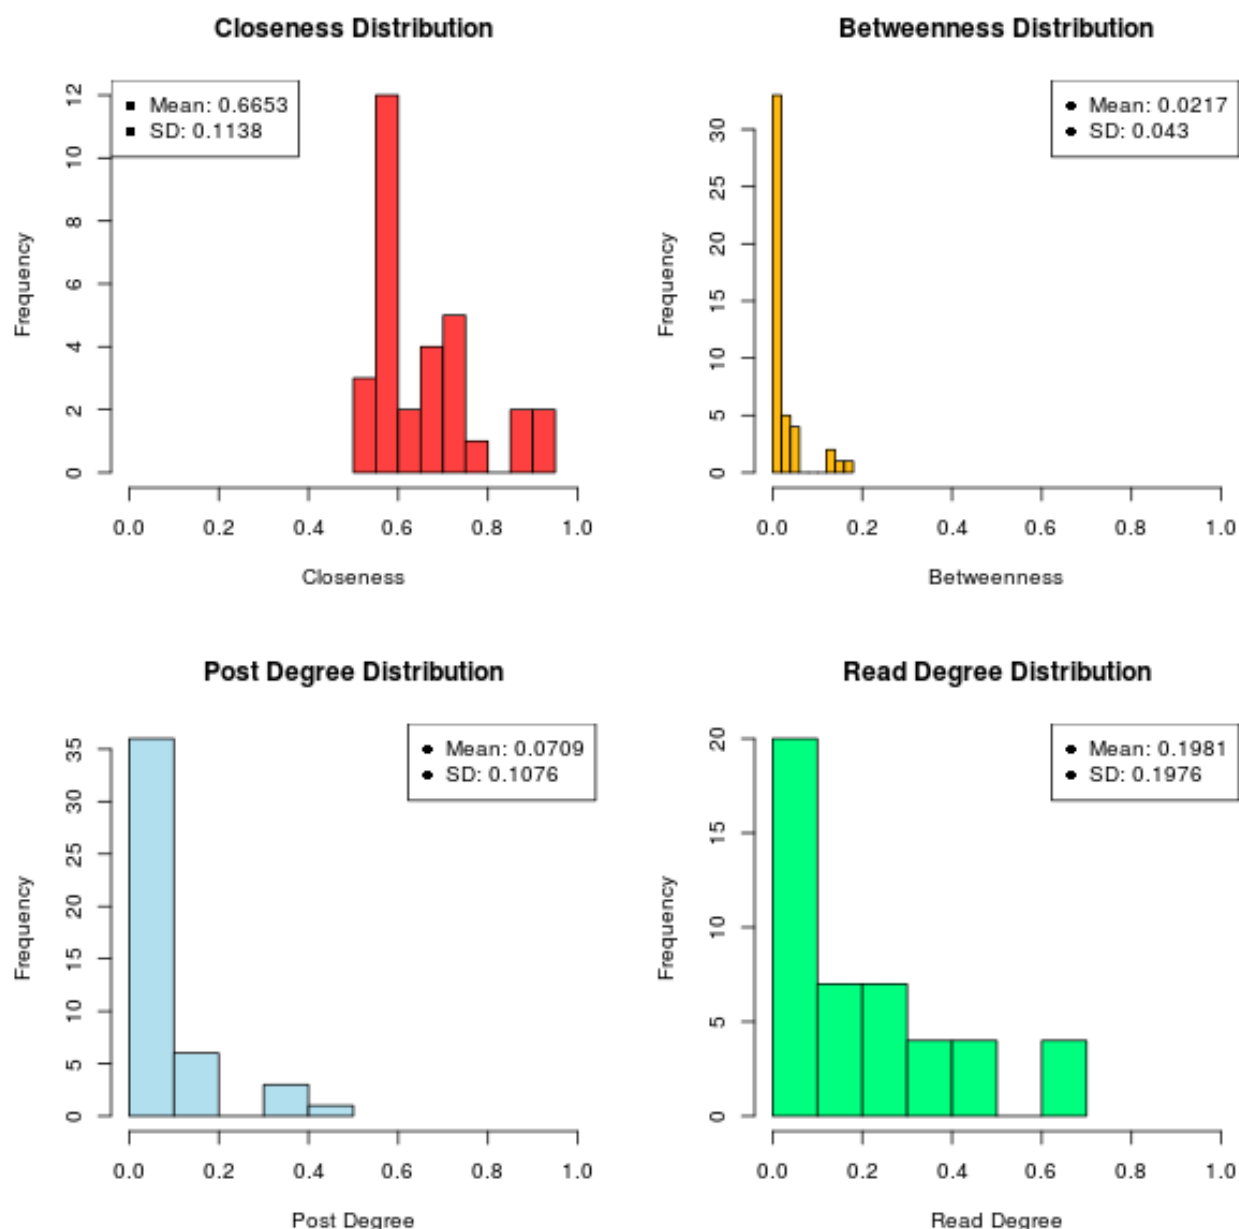 Closeness Distribution
Mean: 0.6653
SD: 0.1138
Frequency
0
2
4
6
8
10
12
0.0 0.2 0.4 0.6 0.8 1.0
Closeness
Betweenness Distribution
Mean: 0.0217
SD: 0.043
Frequency
0
5
10
15
20
25
30
0.0 0.2 0.4 0.6 0.8 1.0
Betweenness
Post Degree Distribution
Mean: 0.0709
SD: 0.1076
Frequency
0
5
10
15
20
25
30
35
0.0 0.2 0.4 0.6 0.8 1.0
Post Degree
Read Degree Distribution
Mean: 0.1981
SD: 0.1976
Frequency
0
5
10
15
20
0.0 0.2 0.4 0.6 0.8 1.0
Read Degree